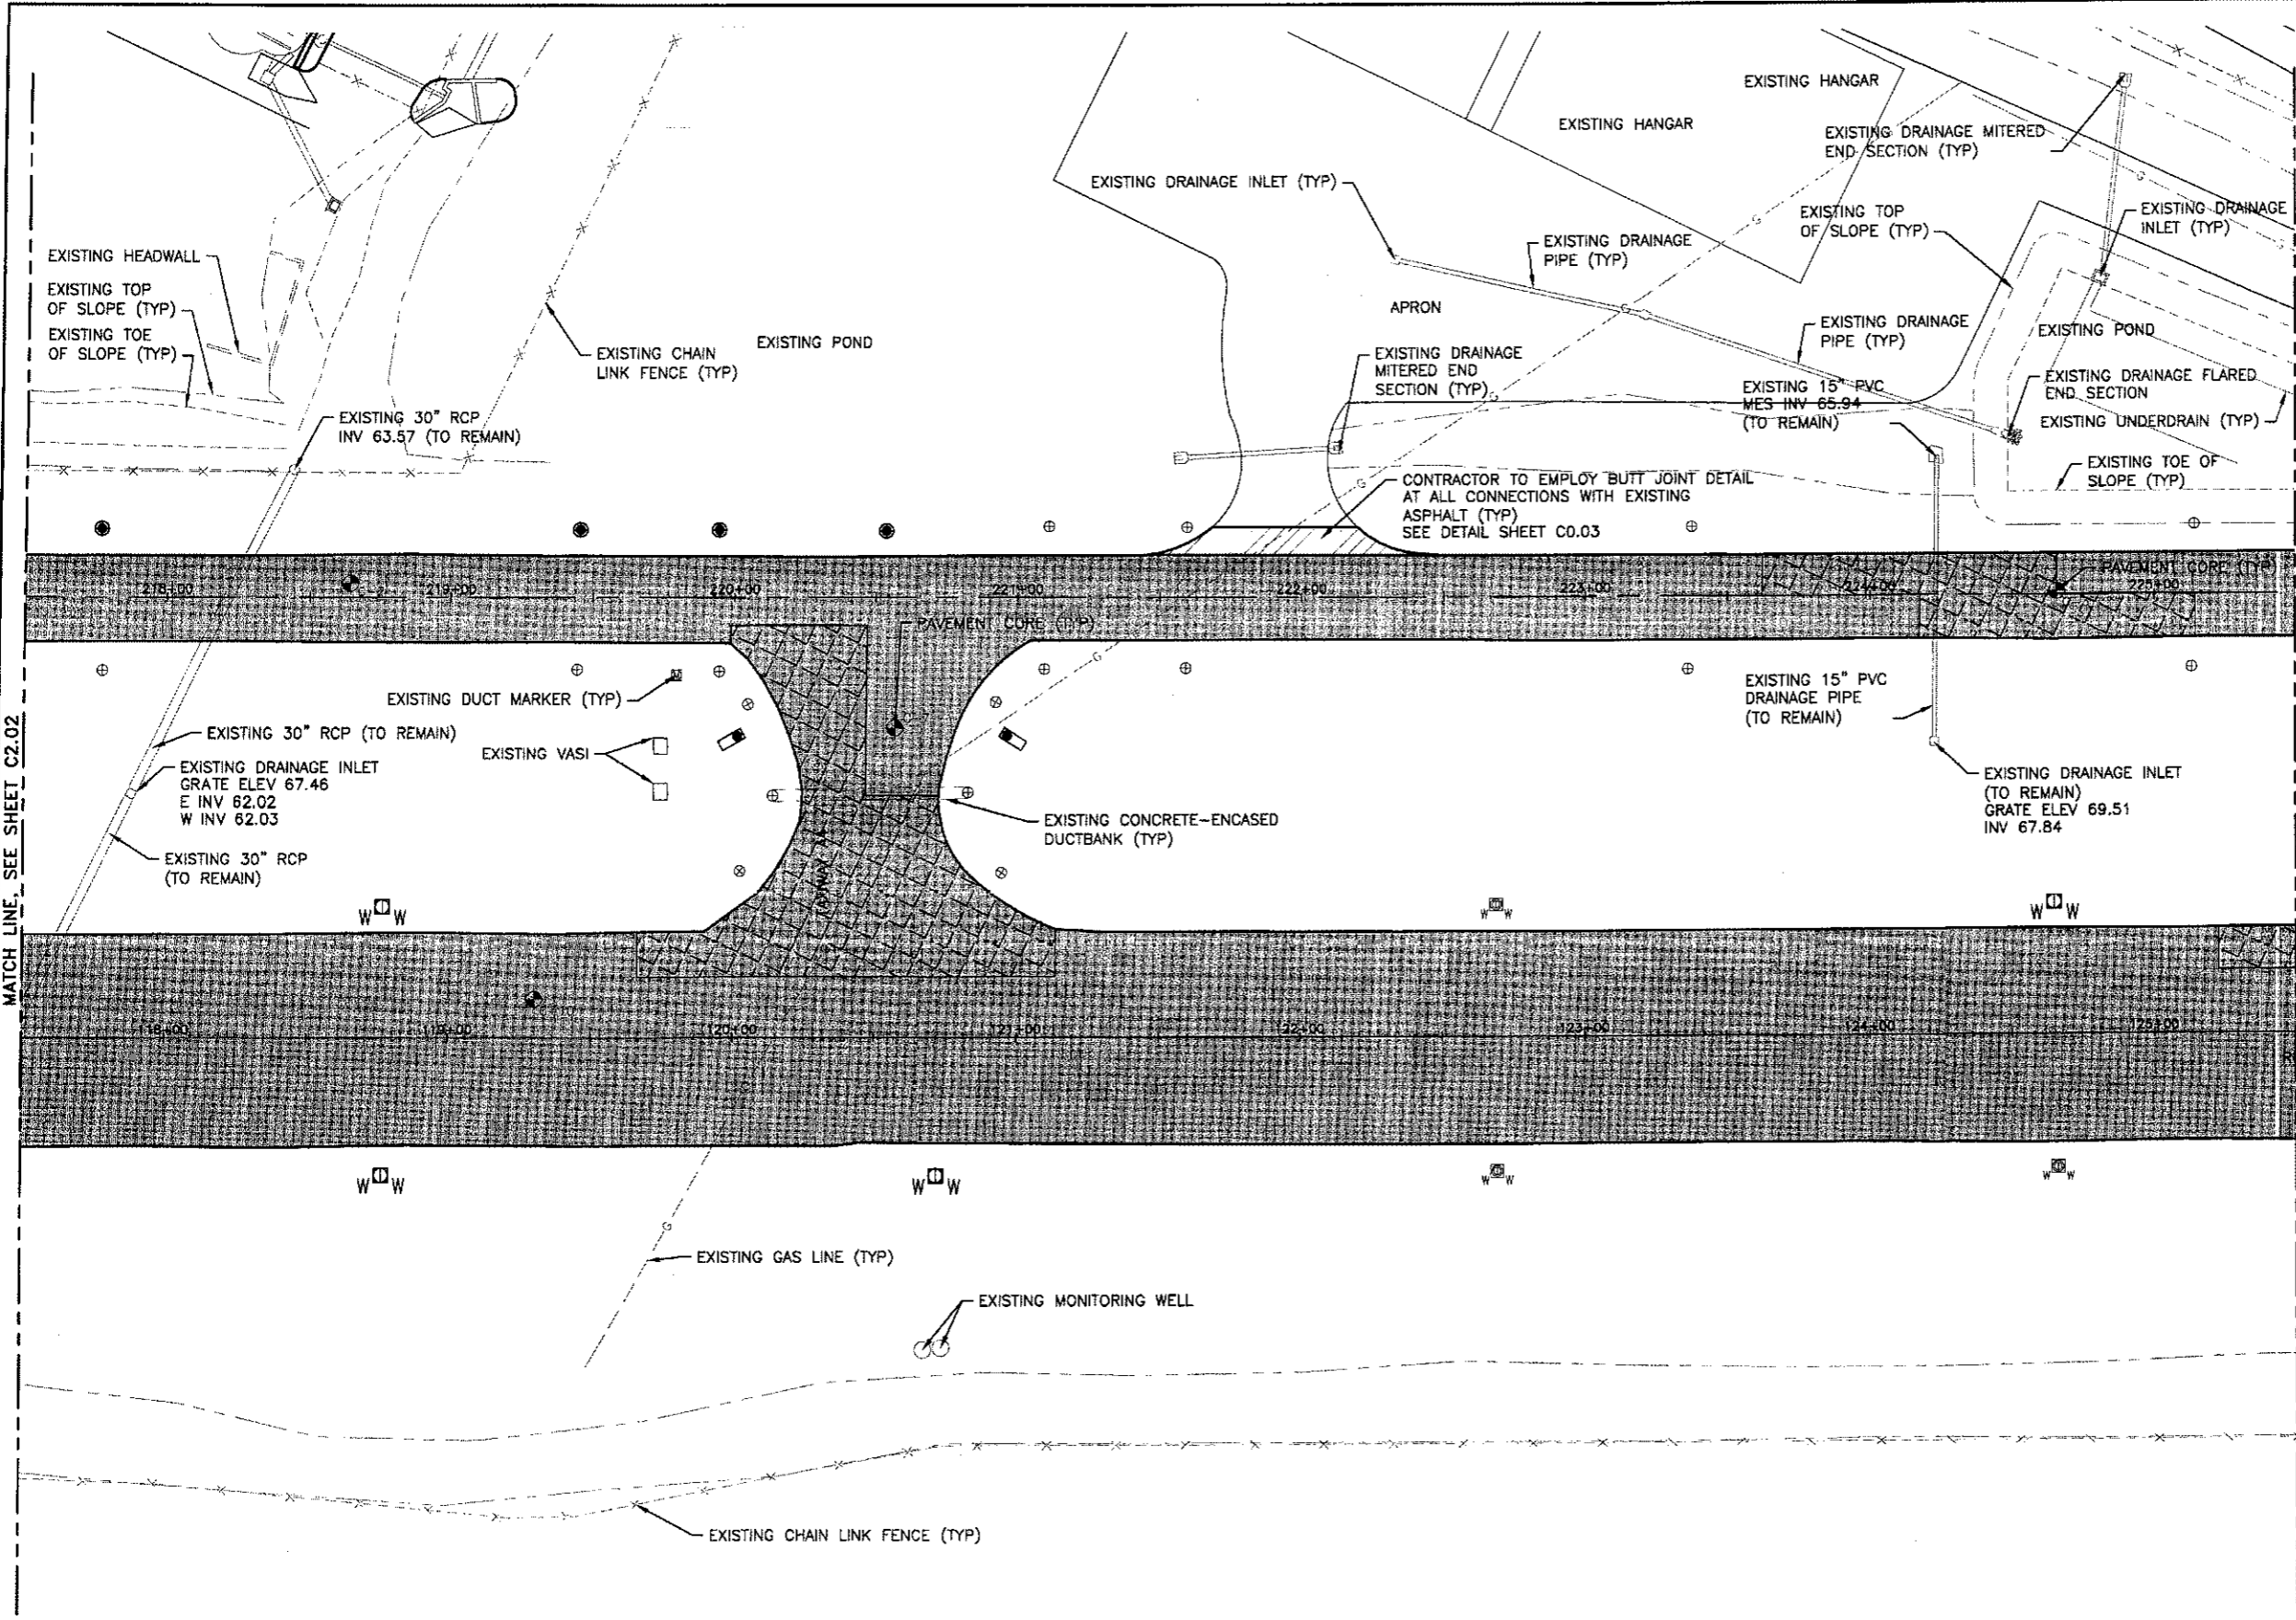 EXISTING HANGAR
EXISTING HANGAR
EXISTING DRAINAGE MITERED
END SECTION (TYP)
EXISTING DRAINAGE INLET (TYP)
EXISTING TOP
OF SLOPE (TYP)
EXISTING DRAINAGE
INLET (TYP)
EXISTING HEADWALL
EXISTING TOP
OF SLOPE (TYP)
EXISTING TOE
OF SLOPE (TYP)
EXISTING DRAINAGE
PIPE (TYP)
APRON
EXISTING CHAIN
LINK FENCE (TYP)
EXISTING POND
EXISTING DRAINAGE
MITERED END
SECTION (TYP)
EXISTING DRAINAGE
PIPE (TYP)
EXISTING POND
EXISTING 15" PVC
MES INV 65.94
(TO REMAIN)
EXISTING DRAINAGE FLARED
END SECTION
EXISTING UNDERDRAIN (TYP)
EXISTING 30" RCP
INV 63.57 (TO REMAIN)
EXISTING TOE OF
SLOPE (TYP)
CONTRACTOR TO EMPLOY BUTT JOINT DETAIL
AT ALL CONNECTIONS WITH EXISTING
ASPHALT (TYP)
SEE DETAIL SHEET C0.03
PAVEMENT CORE (TYP)
218+00
219+00
220+00
221+00
222+00
223+00
224+00
225+00
PAVEMENT CORE (TYP)
EXISTING DUCT MARKER (TYP)
EXISTING 15" PVC
DRAINAGE PIPE
(TO REMAIN)
EXISTING 30" RCP (TO REMAIN)
EXISTING VASI
EXISTING DRAINAGE INLET
GRATE ELEV 67.46
E INV 62.02
W INV 62.03
EXISTING DRAINAGE INLET
(TO REMAIN)
GRATE ELEV 69.51
INV 67.84
EXISTING CONCRETE-ENCASED
DUCTBANK (TYP)
EXISTING 30" RCP
(TO REMAIN)
MATCH LINE, SEE SHEET C2.02
TAXIWAY
W W
W W
W W
118+00
119+00
120+00
121+00
122+00
123+00
124+00
125+00
W W
W W
W W
W W
EXISTING GAS LINE (TYP)
EXISTING MONITORING WELL
EXISTING CHAIN LINK FENCE (TYP)